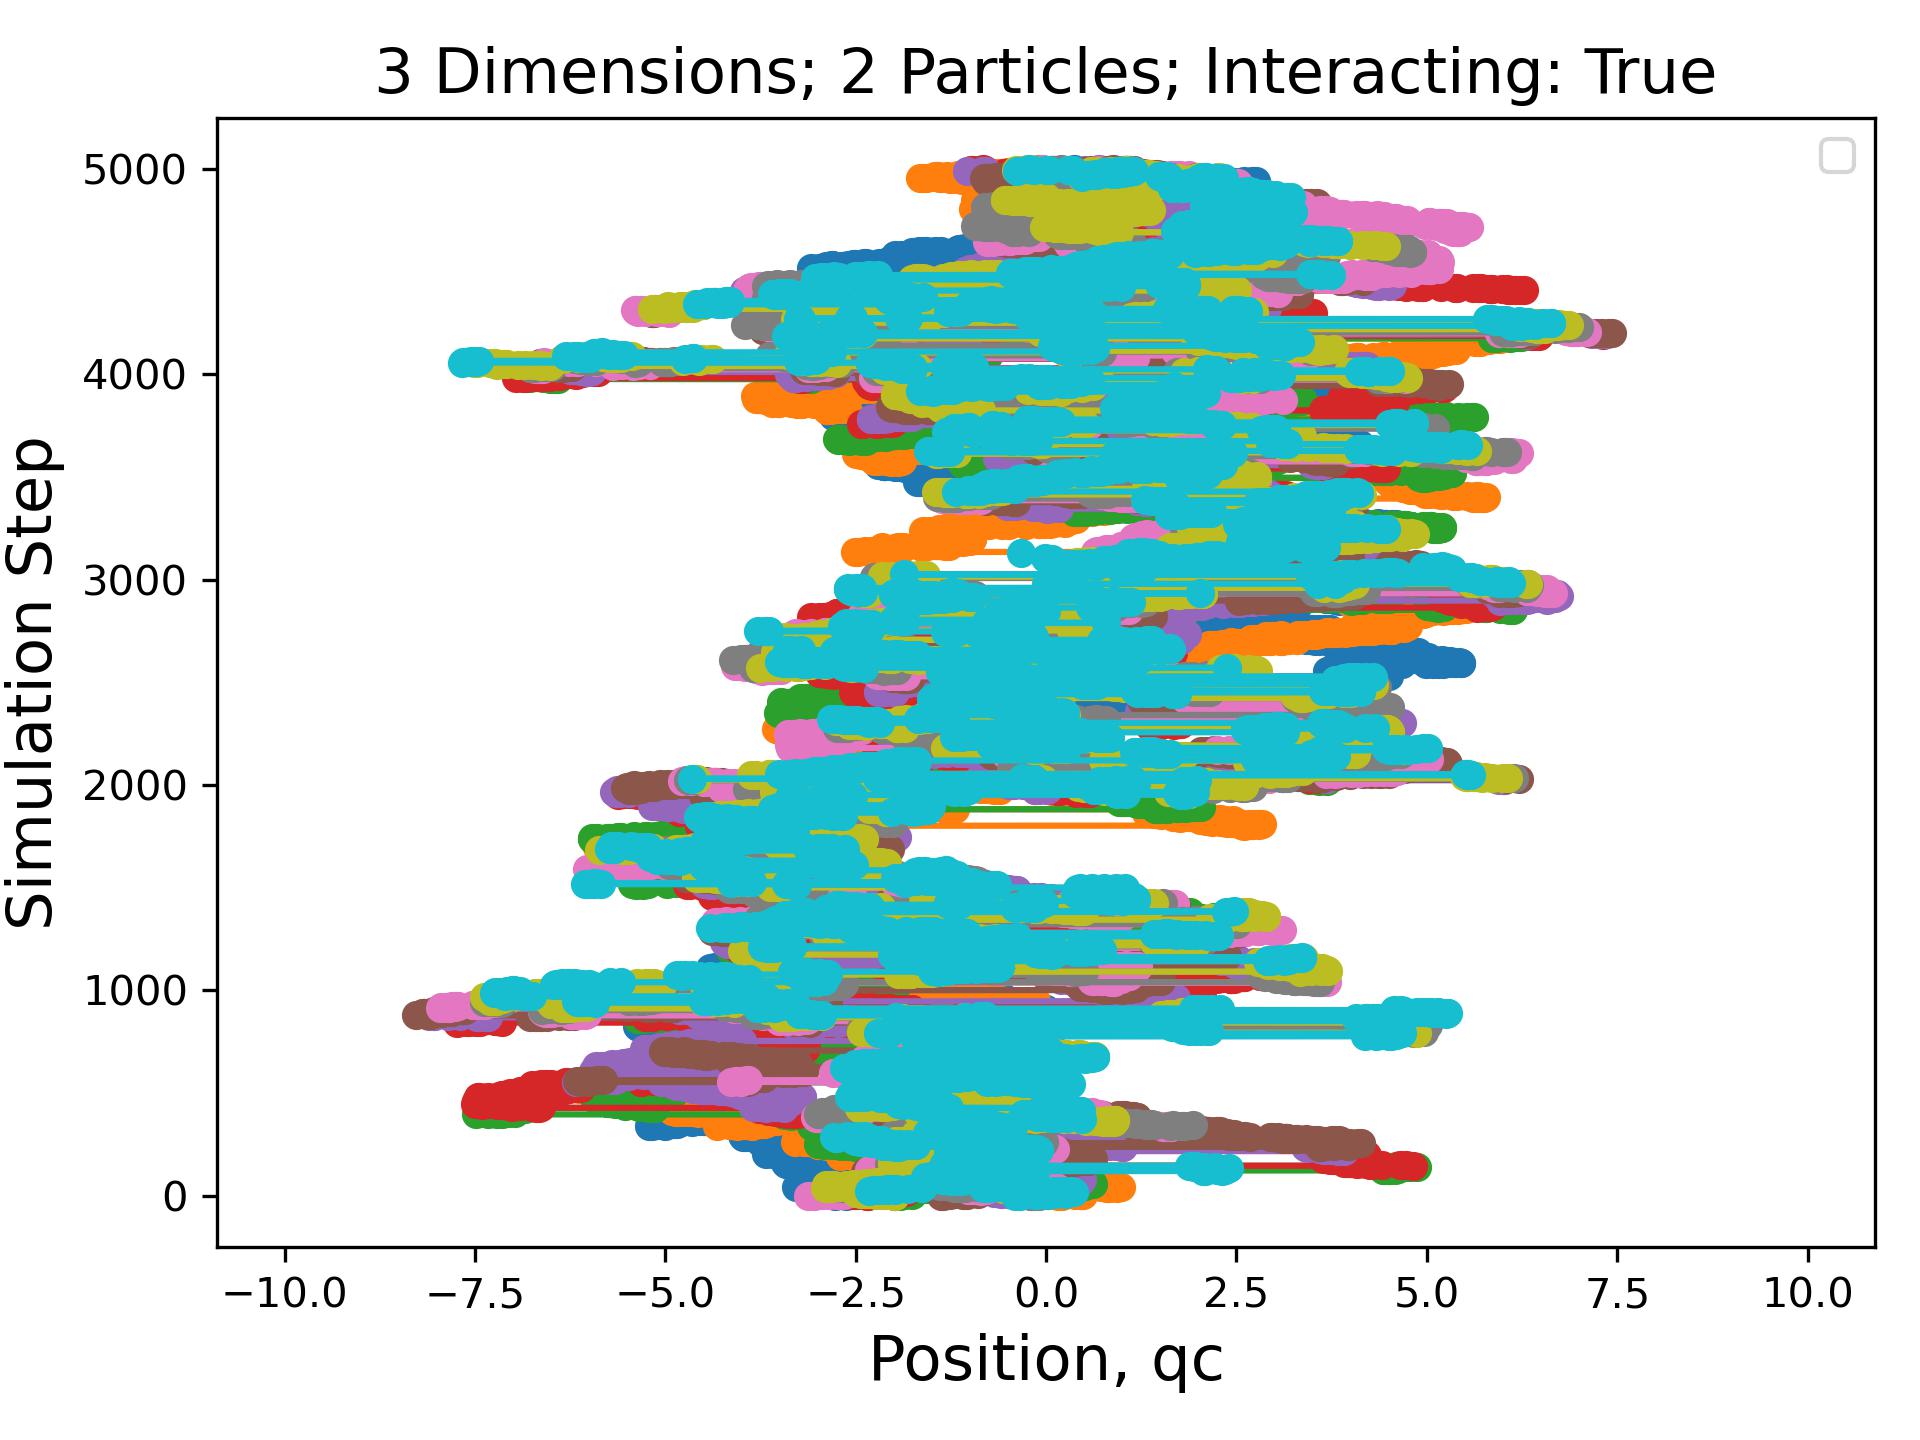 3 Dimensions; 2 Particles; Interacting: True
Simulation Step
5000
4000
3000
2000
1000
0
−10.0 −7.5 −5.0 −2.5 0.0 2.5 5.0 7.5 10.0
Position, qc